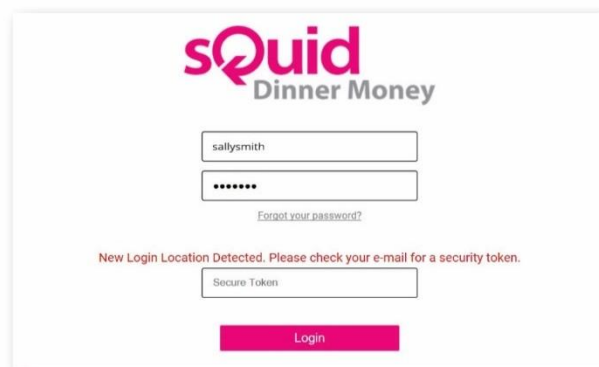 sQuid
Dinner Money
sallysmith
•••••••
Forgot your password?
New Login Location Detected. Please check your e-mail for a security token.
Secure Token
Login